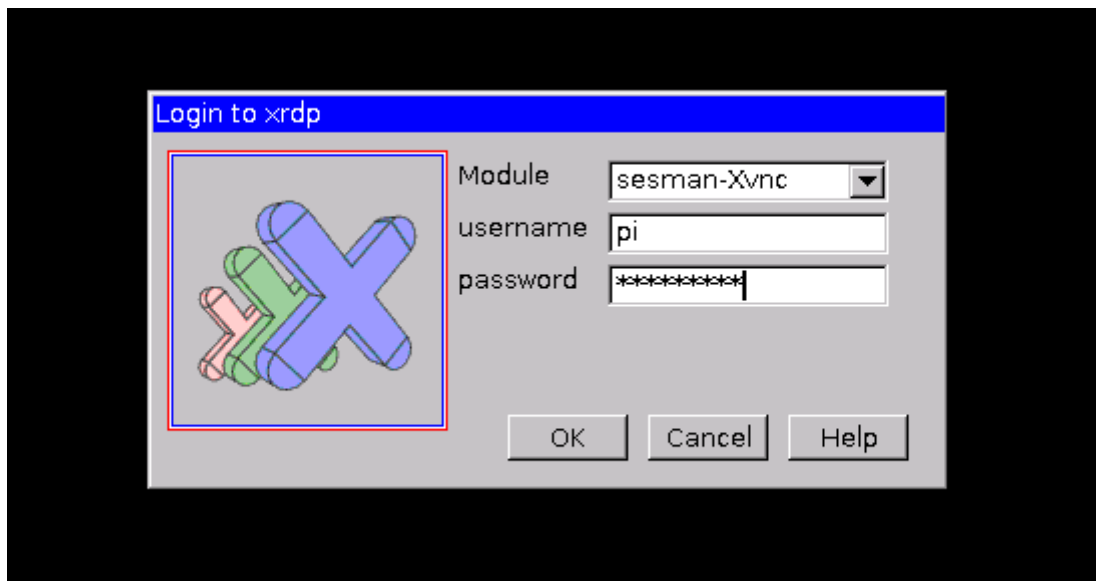 Login to xrdp
Module sesman-Xvnc
username pi
password *********
OK Cancel Help